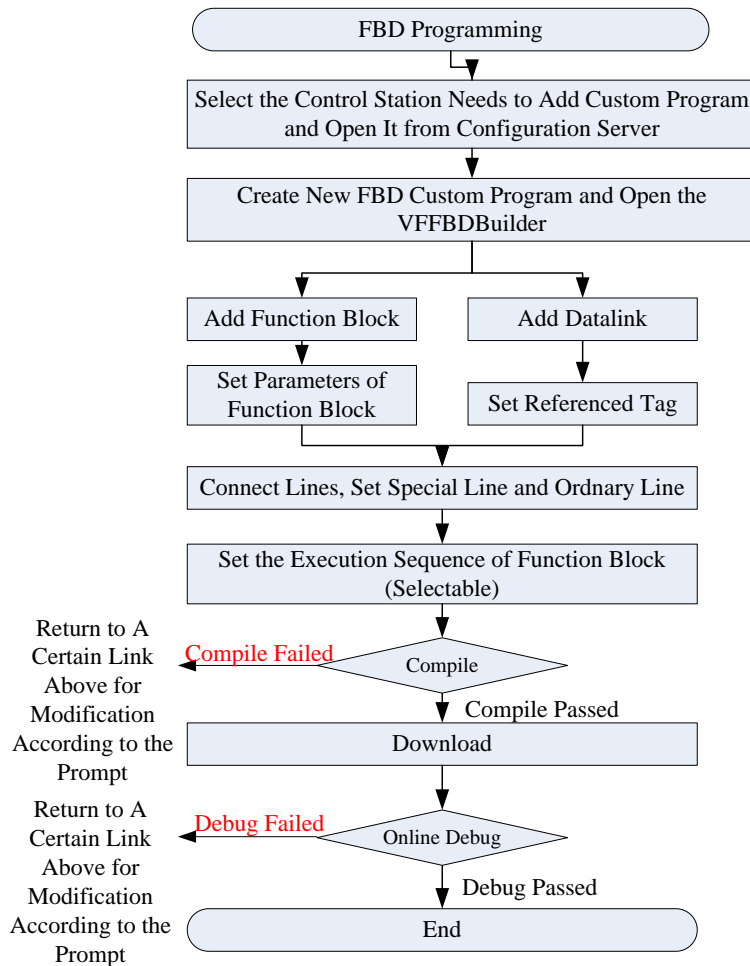 FBD Programming
Select the Control Station Needs to Add Custom Program
and Open It from Configuration Server
Create New FBD Custom Program and Open the
VFFBDBuilder
Add Function Block
Add Datalink
Set Parameters of
Function Block
Set Referenced Tag
Connect Lines, Set Special Line and Ordnary Line
Set the Execution Sequence of Function Block
(Selectable)
Return to A
Certain Link
Above for
Modification
According to the
Prompt
Compile Failed
Compile
Compile Passed
Download
Return to A
Certain Link
Above for
Modification
According to the
Prompt
Debug Failed
Online Debug
Debug Passed
End